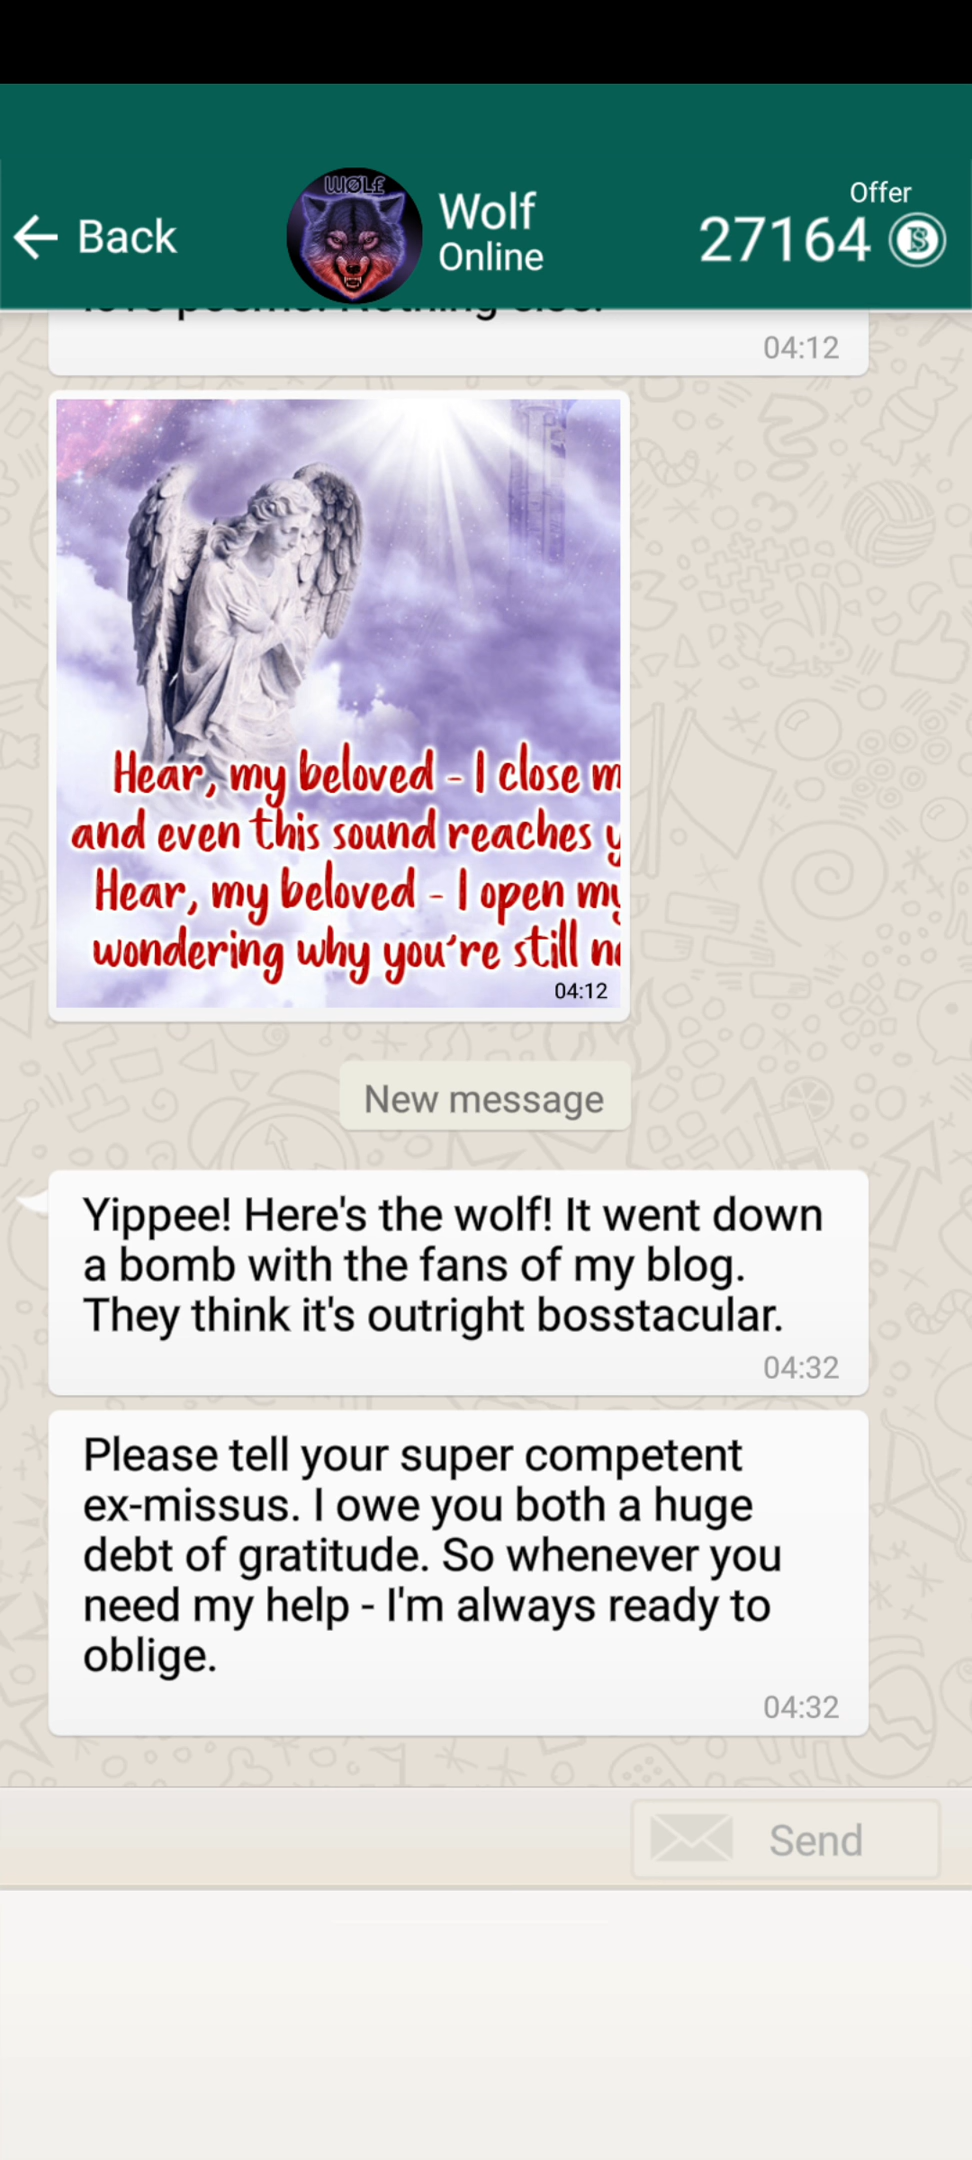 WØLF
Back
Wolf
Online
Offer
27164
04:12
Hear, my beloved - I close
and even this sound reaches
Hear, my beloved - I open
wondering why you're still
04:12
New message
Yippee! Here's the wolf! It went down
a bomb with the fans of my blog.
They think it's outright bosstacular.
04:32
Please tell your super competent
ex-missus. I owe you both a huge
debt of gratitude. So whenever you
need my help - I'm always ready to
oblige.
04:32
Send